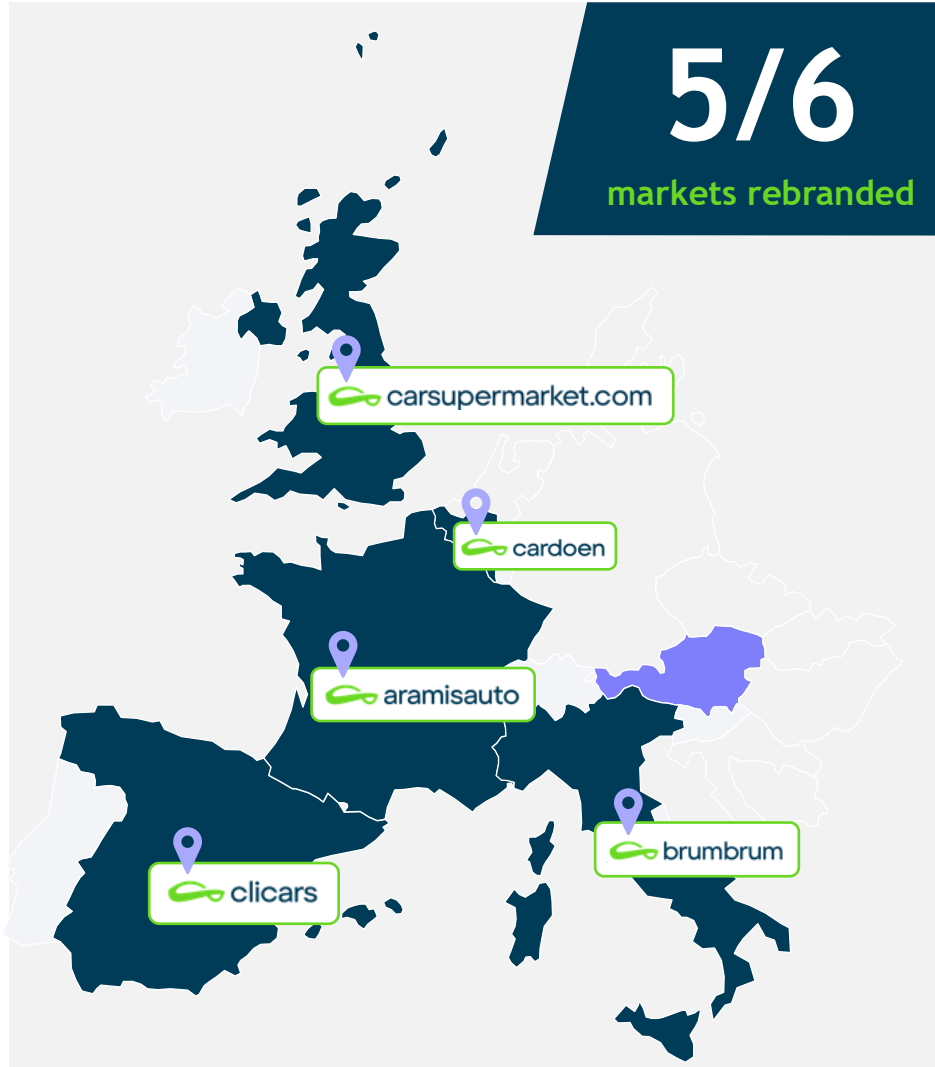 5/6
markets rebranded
carsupermarket.com
cardoen
aramisauto
brumbrum
clicars